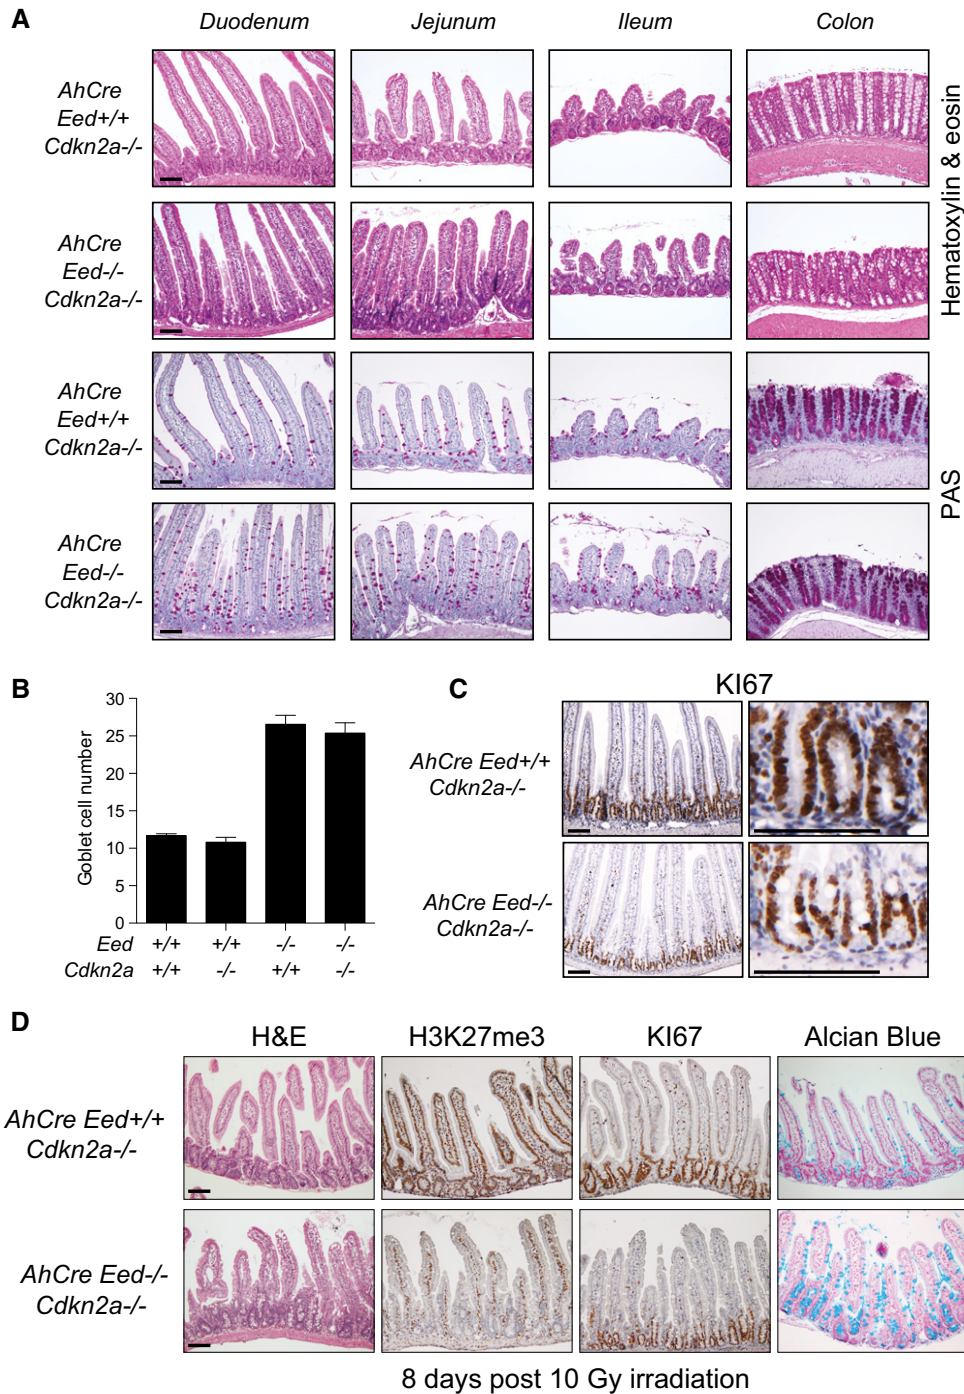 A
Duodenum Jejunum Ileum Colon
AhCre
Eed+/+
Cdkn2a-/-
AhCre
Eed-/-
Cdkn2a-/-
Hematoxylin & eosin
AhCre
Eed+/+
Cdkn2a-/-
AhCre
Eed-/-
Cdkn2a-/-
PAS
B
Goblet cell number
30
25
20
15
10
5
0
Eed +/+ +/+ -/- -/-
Cdkn2a +/+ -/- +/+ -/-
C
KI67
AhCre Eed+/+
Cdkn2a-/-
AhCre Eed-/-
Cdkn2a-/-
D
H&E H3K27me3 KI67 Alcian Blue
AhCre Eed+/+
Cdkn2a-/-
AhCre Eed-/-
Cdkn2a-/-
8 days post 10 Gy irradiation